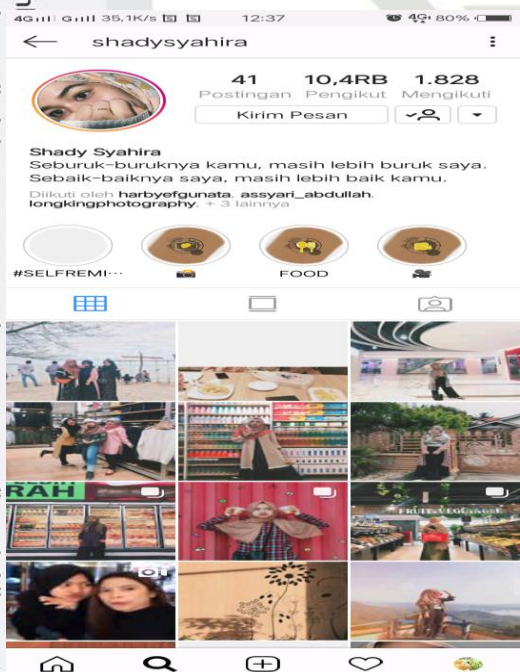 4G 35,1K/s 12:37 4G 80%
shadysyahira
41 10,4RB 1.828
Postingan Pengikut Mengikuti
Kirim Pesan
Shady Syahira
Seburuk-buruknya kamu, masih lebih buruk saya.
Sebaik-baiknya saya, masih lebih baik kamu.
Diikuti oleh harbyefgunata, assyari_abdullah,
longkingphotography, + 3 lainnya
#SELFREMI...
FOOD
RAH